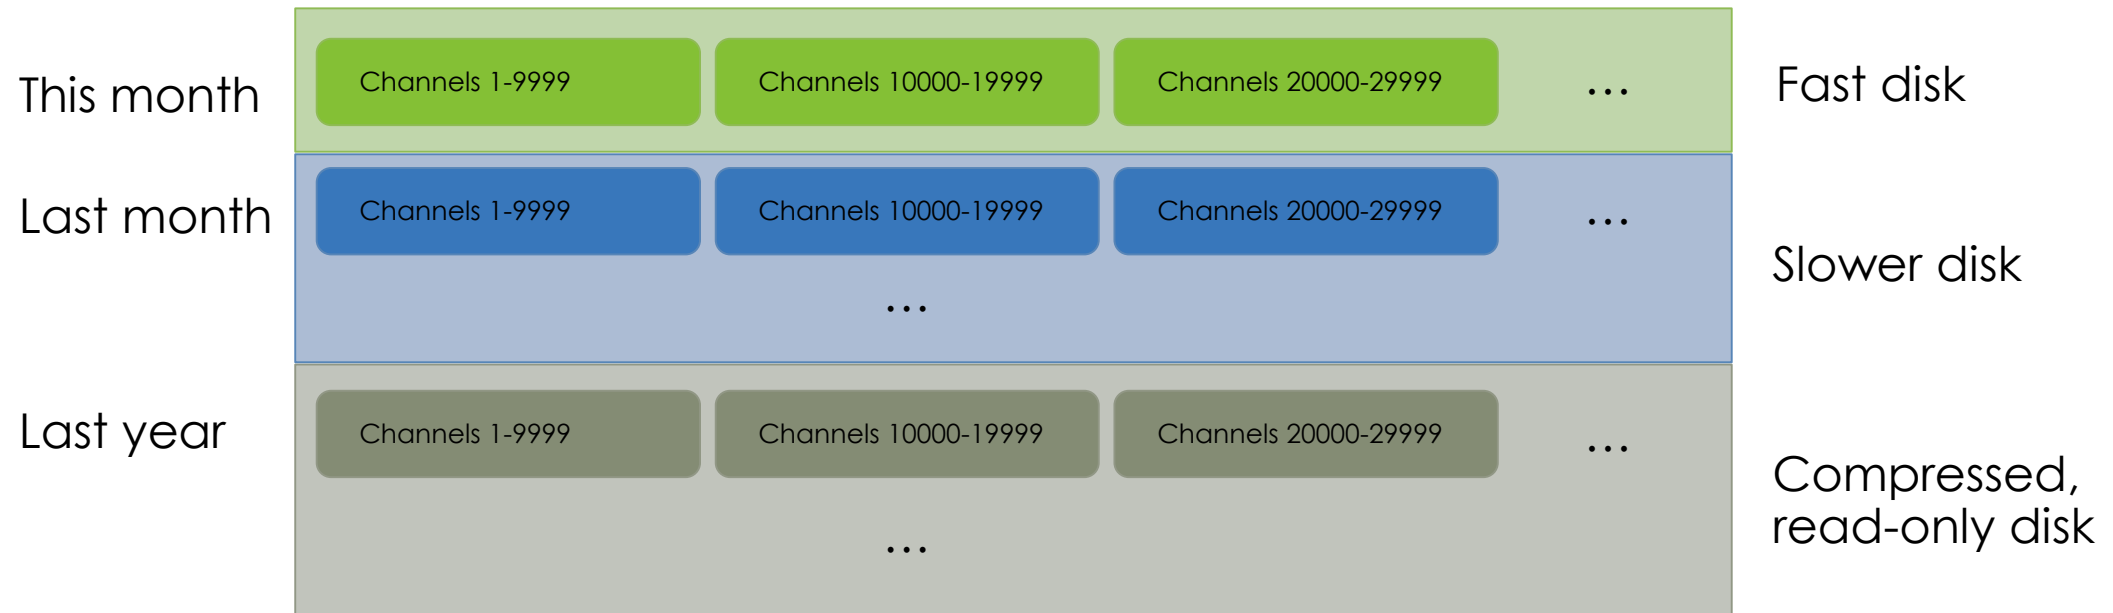 This month
Channels 1-9999
Channels 10000-19999
Channels 20000-29999
...
Fast disk
Last month
Channels 1-9999
Channels 10000-19999
Channels 20000-29999
...
Slower disk
...
Last year
Channels 1-9999
Channels 10000-19999
Channels 20000-29999
...
Compressed,
read-only disk
...